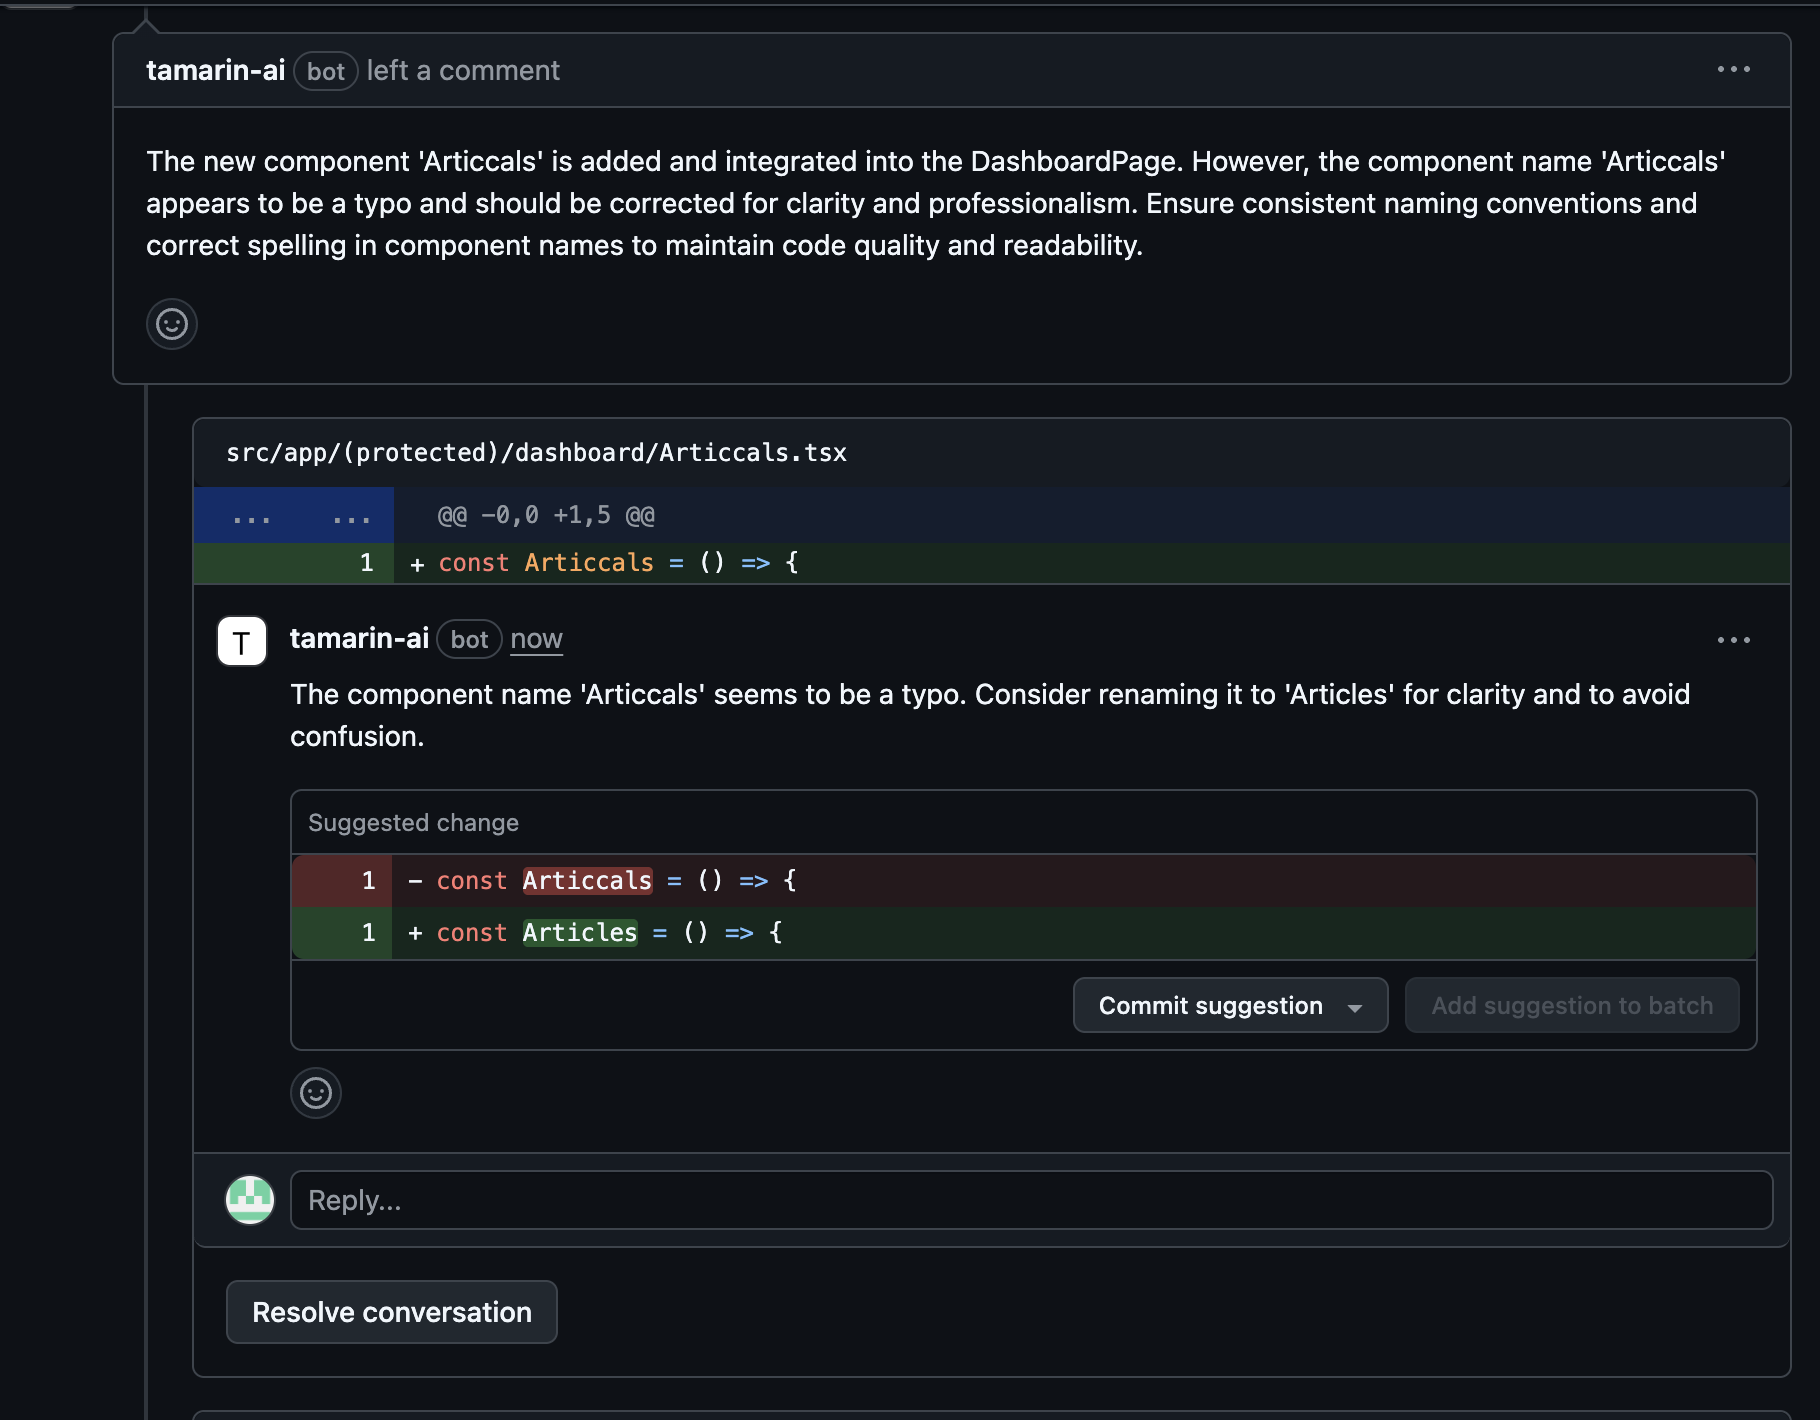 tamarin-ai bot left a comment
The new component 'Articcals' is added and integrated into the DashboardPage. However, the component name 'Articcals'
appears to be a typo and should be corrected for clarity and professionalism. Ensure consistent naming conventions and
correct spelling in component names to maintain code quality and readability.
src/app/(protected)/dashboard/Articcals.tsx
... ... @@ -0,0 +1,5 @@
1 + const Articcals = () => {
T tamarin-ai bot now
The component name 'Articcals' seems to be a typo. Consider renaming it to 'Articles' for clarity and to avoid
confusion.
Suggested change
1 - const Articcals = () => {
1 + const Articles = () => {
Commit suggestion Add suggestion to batch
Reply...
Resolve conversation